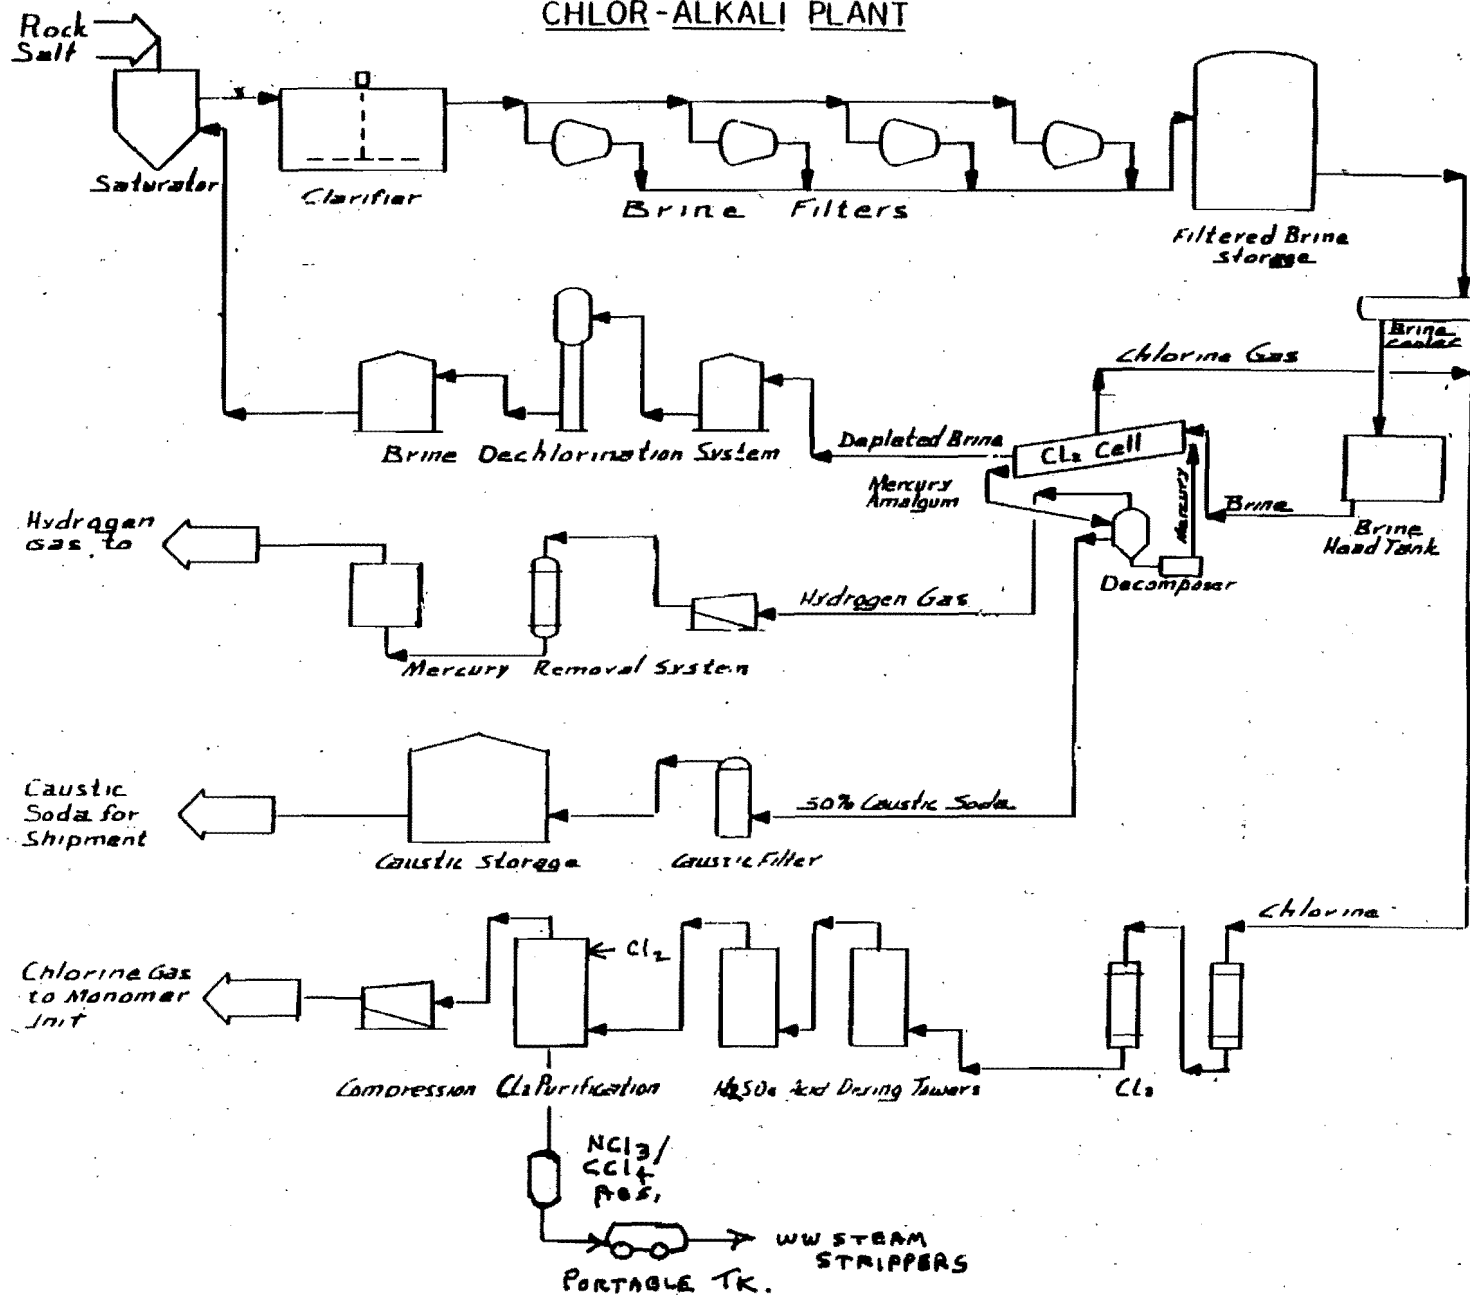 CHLOR-ALKALI PLANT
Rock
Salt
Saturator
Clarifier
Brine Filters
Filtered Brine
storage
Brine
cooler
Chlorine Gas
Brine Dechlorination System
Depleted Brine
CL₂ Cell
Mercury
Amalgum
Mercury
Brine
Brine
Head Tank
Decomposer
Hydrogen
Gas. to
Hydrogen Gas
Mercury Removal System
Caustic
Soda for
Shipment
50% Caustic Soda
Caustic Storage
Caustic Filter
Chlorine
Cl₂
Chlorine Gas
to Monomer
Unit
Compression
CL₂ Purification
H₂SO₄ Acid Drying Towers
CL₂
NCl₃/
CCl₄
ABS.
PORTABLE TK.
WW STEAM
STRIPPERS